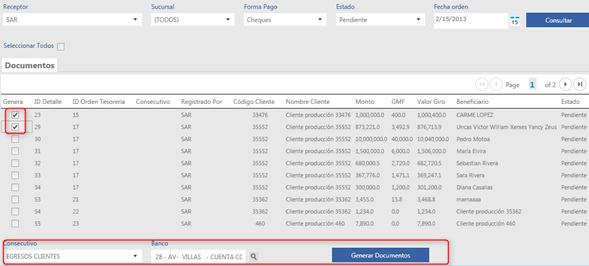 Receptor Sucursal Forma Pago Estado Fecha orden
SAR (TODOS) Cheques Pendiente 2/15/2013 15 Consultar
Seleccionar Todos
Documentos
Page 1 of 2
Genera ID Detalle ID Orden Tesoreria Consecutivo Registrado Por Código Cliente Nombre Cliente Monto GMF Valor Giro Beneficiario Estado
23 15 SAR 33476 Cliente producción 33476 1,000,000.0 400.0 1,000,400.0 CARME LOPEZ Pendiente
29 17 SAR 35552 Cliente producción 35552 873,221.0 3,492.9 876,713.9 Uricas Victor William Xerxes Yancy Zeus Pendiente
30 17 SAR 35552 Cliente producción 35552 10,000,000.0 40,000.0 10,040,000.0 Pedro Motoa Pendiente
31 17 SAR 35552 Cliente producción 35552 1,500,000.0 6,000.0 1,506,000.0 María Elvira Pendiente
32 17 SAR 35552 Cliente producción 35552 680,000.5 2,720.0 682,720.5 Sebastian Rivera Pendiente
33 17 SAR 35552 Cliente producción 35552 367,776.0 1,471.1 369,247.1 Sara Rivera Pendiente
34 17 SAR 35552 Cliente producción 35552 300,000.0 1,200.0 301,200.0 Diana Casallas Pendiente
53 21 SAR 35362 Cliente producción 35362 3,455.0 13.8 3,468.8 mamaaaa Pendiente
54 22 SAR 35362 Cliente producción 35362 1,234.0 0.0 1,234.0 Cliente producción 35362 Pendiente
55 23 SAR 460 Cliente producción 460 7,890.0 0.0 7,890.0 Cliente producción 460 Pendiente
Consecutivo Banco
EGRESOS CLIENTES 28 - AV- VILLAS - CUENTA CC Generar Documentos